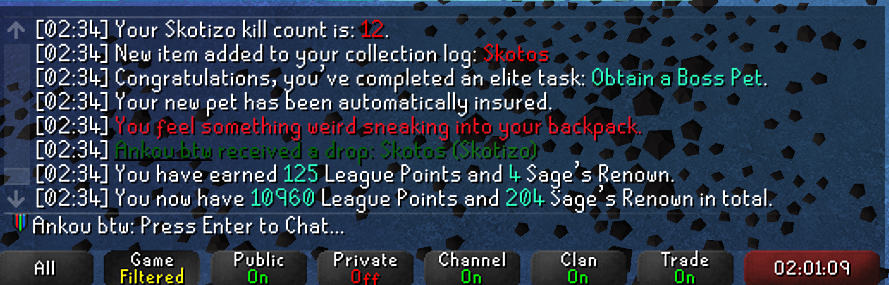 [02:34] Your Skotizo kill count is: 12.
[02:34] New item added to your collection log: Skotos
[02:34] Congratulations, you've completed an elite task: Obtain a Boss Pet.
[02:34] Your new pet has been automatically insured.
[02:34] You feel something weird sneaking into your backpack.
[02:34] Ankou btw received a drop: Skotos (Skotizo)
[02:34] You have earned 125 League Points and 4 Sage's Renown.
[02:34] You now have 10960 League Points and 204 Sage's Renown in total.
Ankou btw: Press Enter to Chat...
All Game Public Private Channel Clan Trade 02:01:09
Filtered On Off On On On